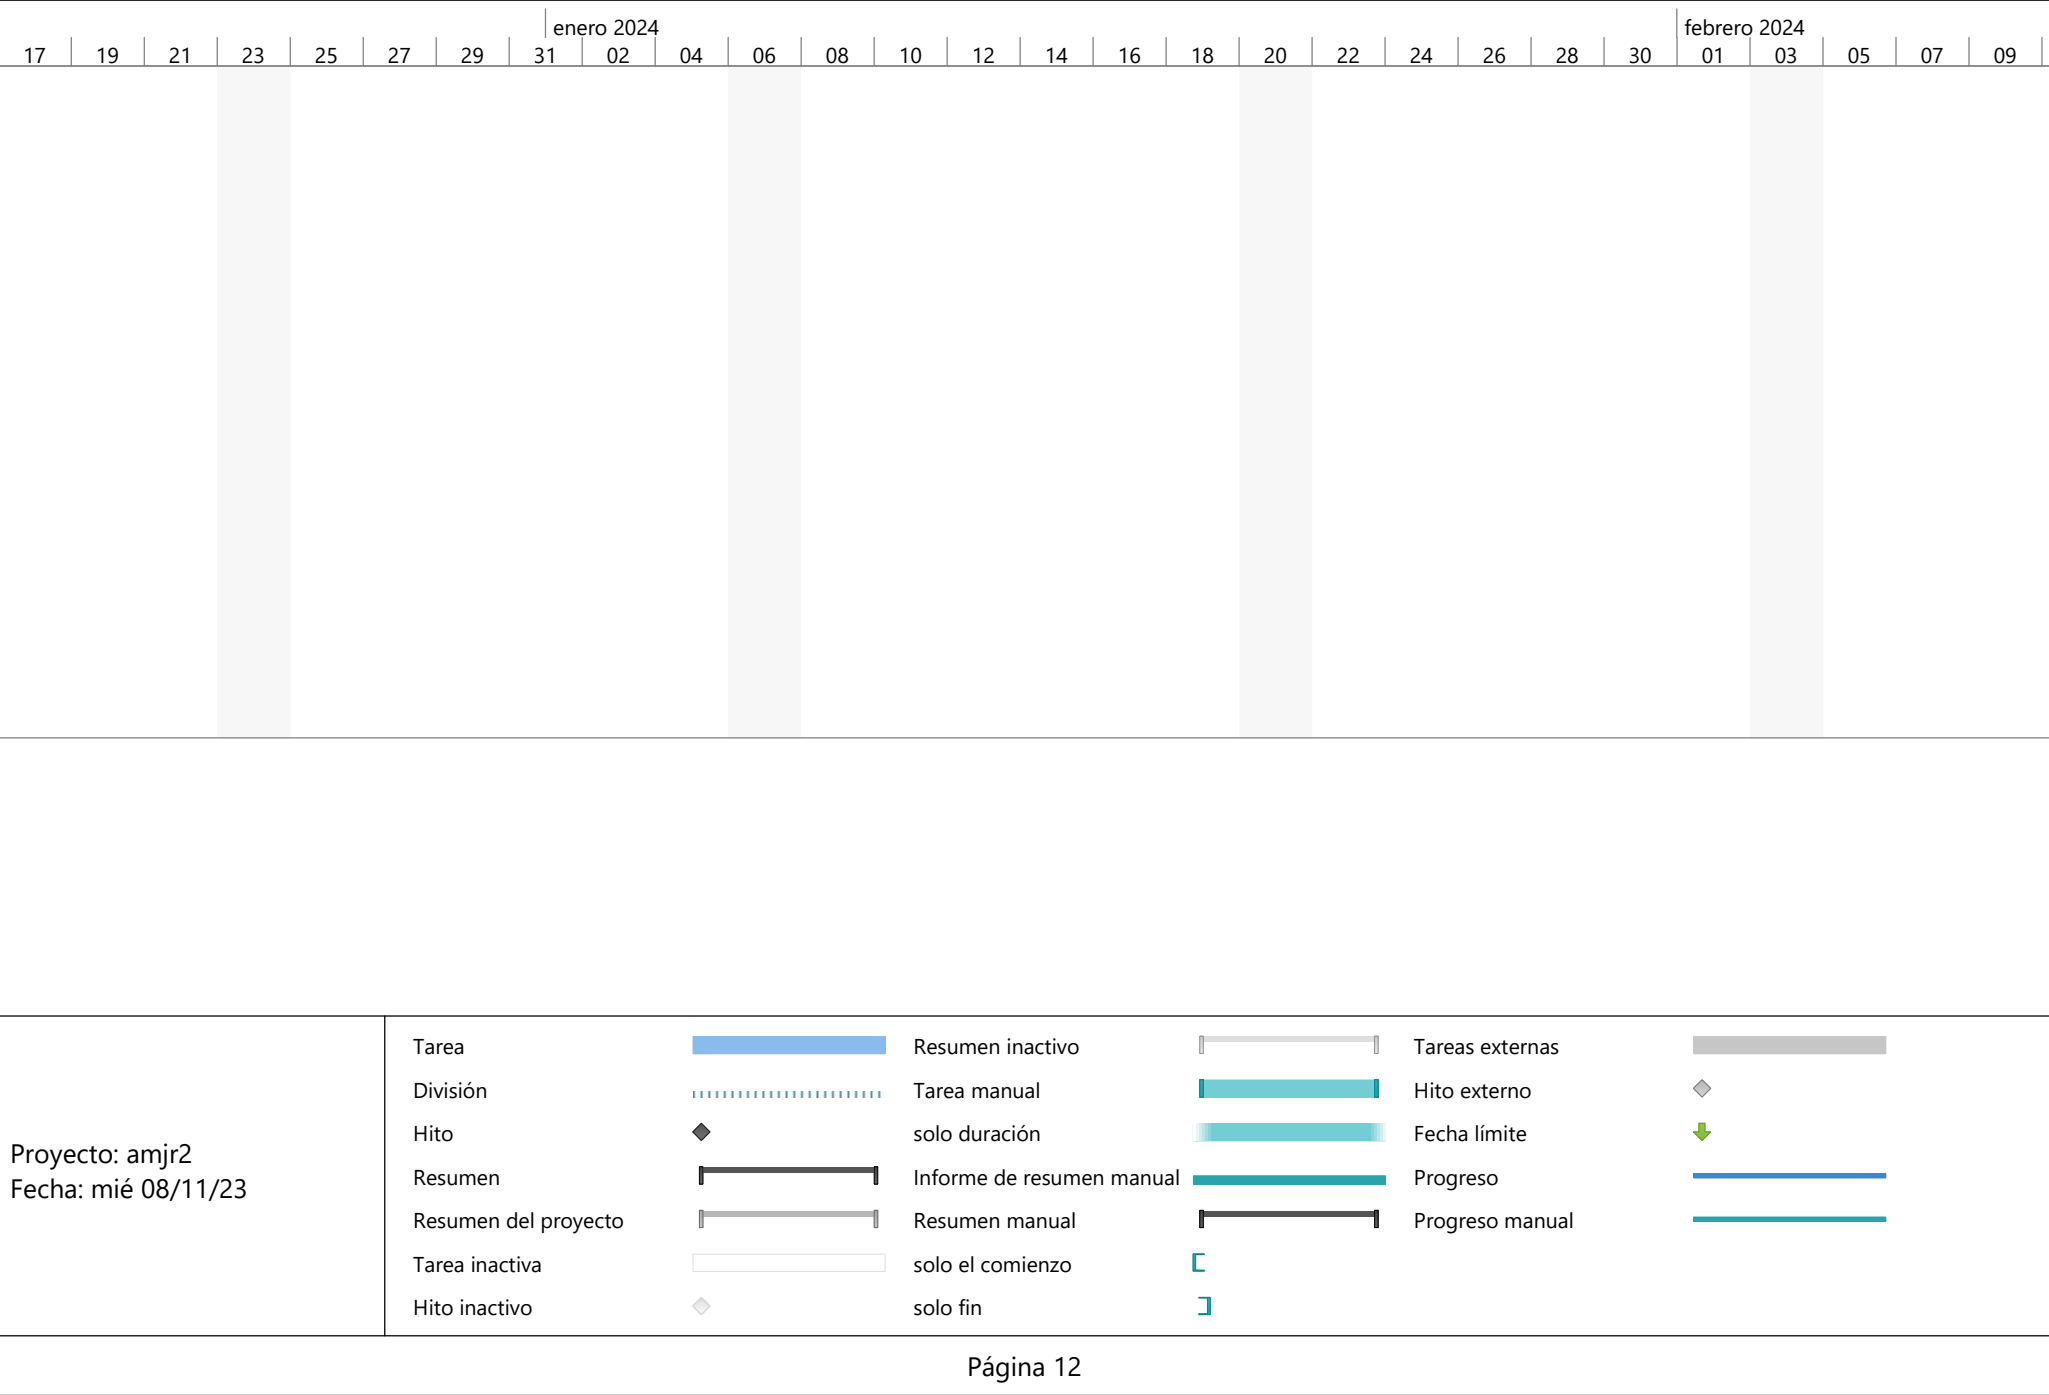 enero 2024 febrero 2024
17 19 21 23 25 27 29 31 02 04 06 08 10 12 14 16 18 20 22 24 26 28 30 01 03 05 07 09
Proyecto: amjr2
Fecha: mié 08/11/23
Tarea
División
Hito
Resumen
Resumen del proyecto
Tarea inactiva
Hito inactivo
Resumen inactivo
Tarea manual
solo duración
Informe de resumen manual
Resumen manual
solo el comienzo
solo fin
Tareas externas
Hito externo
Fecha límite
Progreso
Progreso manual
Página 12